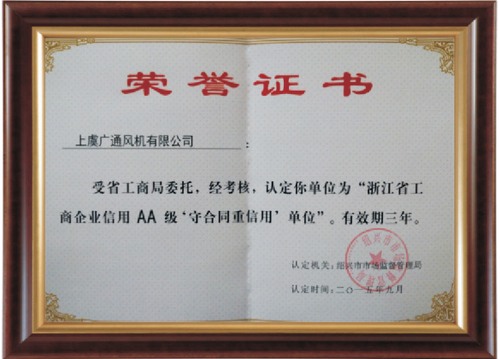 荣誉证书
上虞广通风机有限公司：
受省工商局委托，经考核，认定你单位为“浙江省工
商企业信用 AA 级‘守合同重信用’单位”。有效期三年。
认定机关：绍兴市市场监督管理局
认定时间：二〇一五年九月